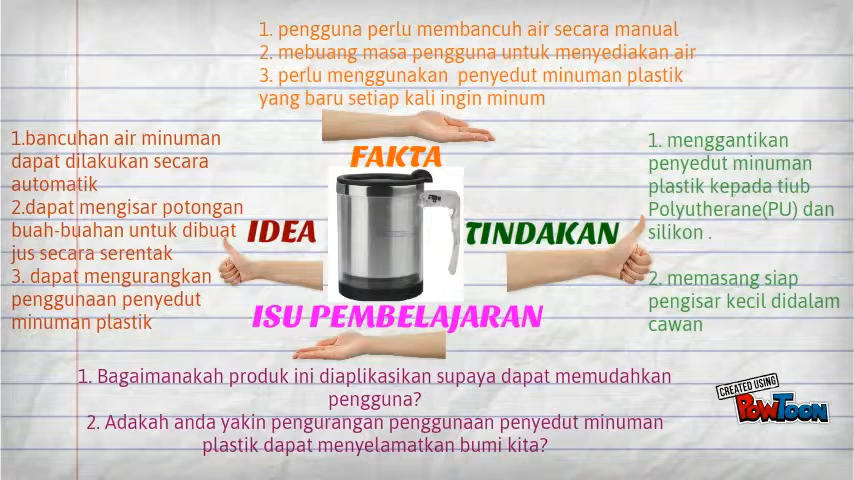 1. pengguna perlu membancuh air secara manual
2. mebuang masa pengguna untuk menyediakan air
3. perlu menggunakan penyedut minuman plastik
yang baru setiap kali ingin minum
FAKTA
1.bancuhan air minuman
dapat dilakukan secara
automatik
2.dapat mengisar potongan
buah-buahan untuk dibuat
jus secara serentak
3. dapat mengurangkan
penggunaan penyedut
minuman plastik
IDEA
TINDAKAN
1. menggantikan
penyedut minuman
plastik kepada tiub
Polyutherane(PU) dan
silikon .
2. memasang siap
pengisar kecil didalam
cawan
ISU PEMBELAJARAN
1. Bagaimanakah produk ini diaplikasikan supaya dapat memudahkan
pengguna?
2. Adakah anda yakin pengurangan penggunaan penyedut minuman
plastik dapat menyelamatkan bumi kita?
CREATED USING
POWTOON